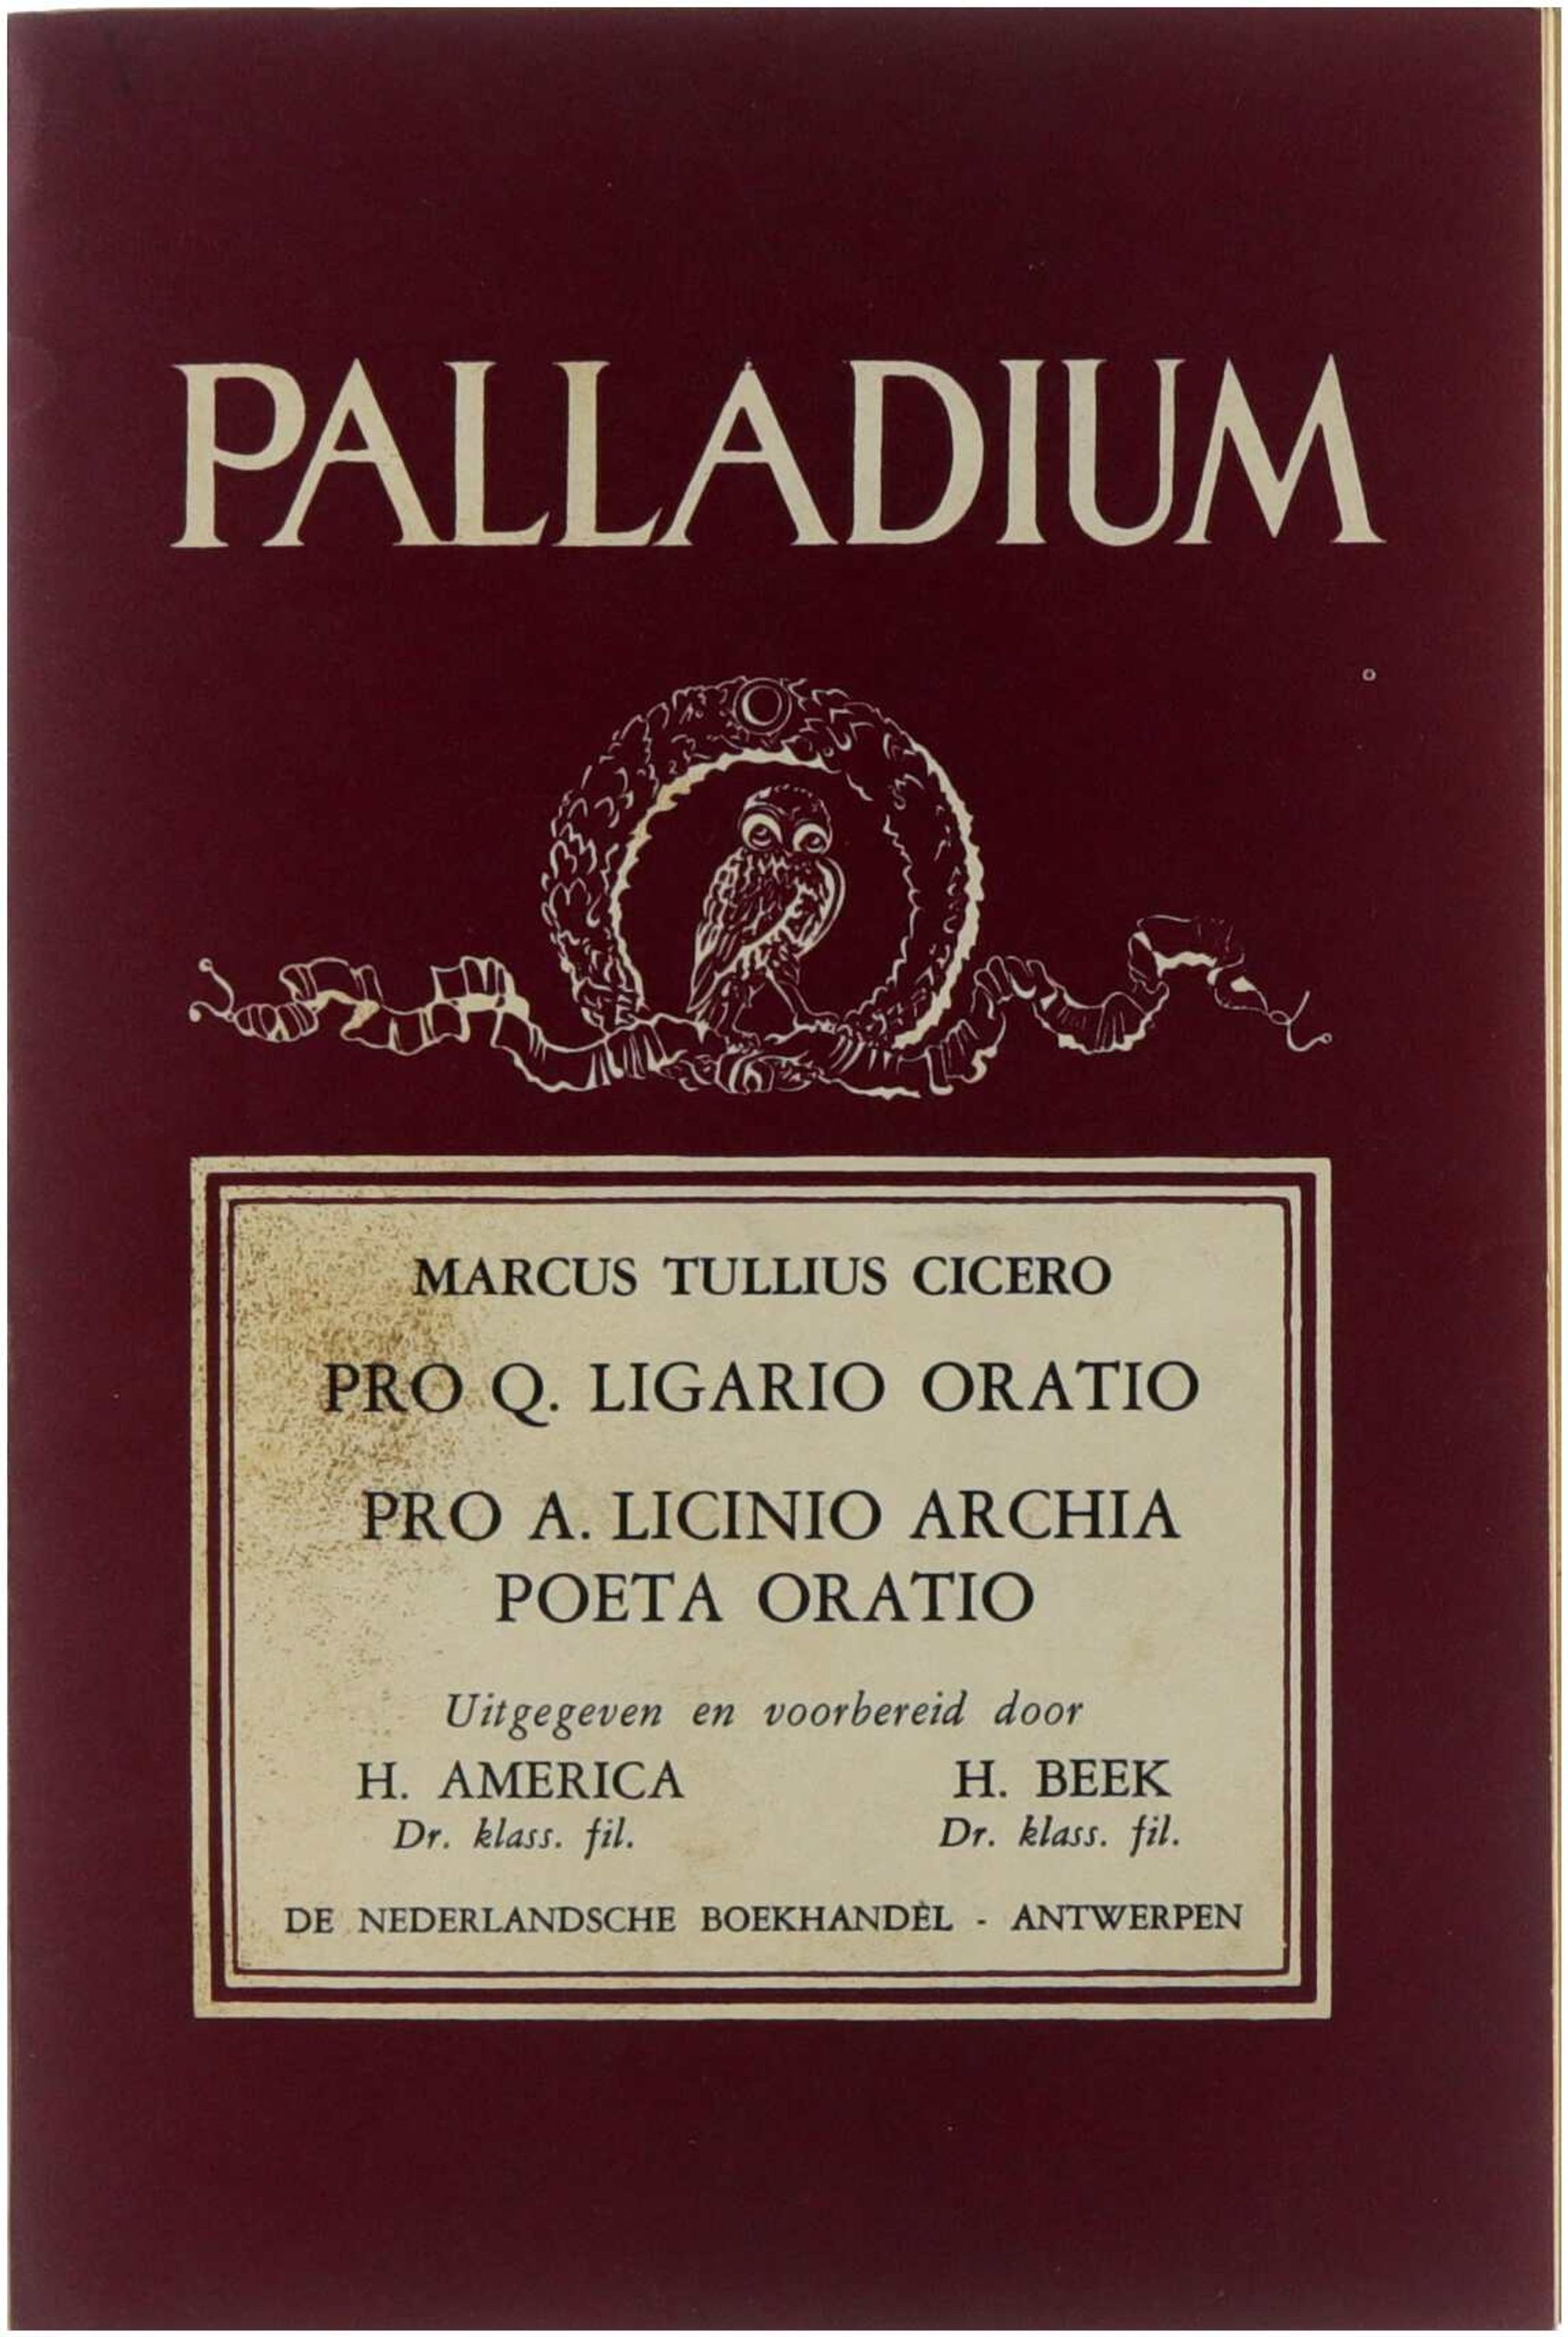 PALLADIUM
MARCUS TULLIUS CICERO
PRO Q. LIGARIO ORATIO
PRO A. LICINIO ARCHIA
POETA ORATIO
Uitgegeven en voorbereid door
H. AMERICA H. BEEK
Dr. klass. fil. Dr. klass. fil.
DE NEDERLANDSCHE BOEKHANDEL - ANTWERPEN